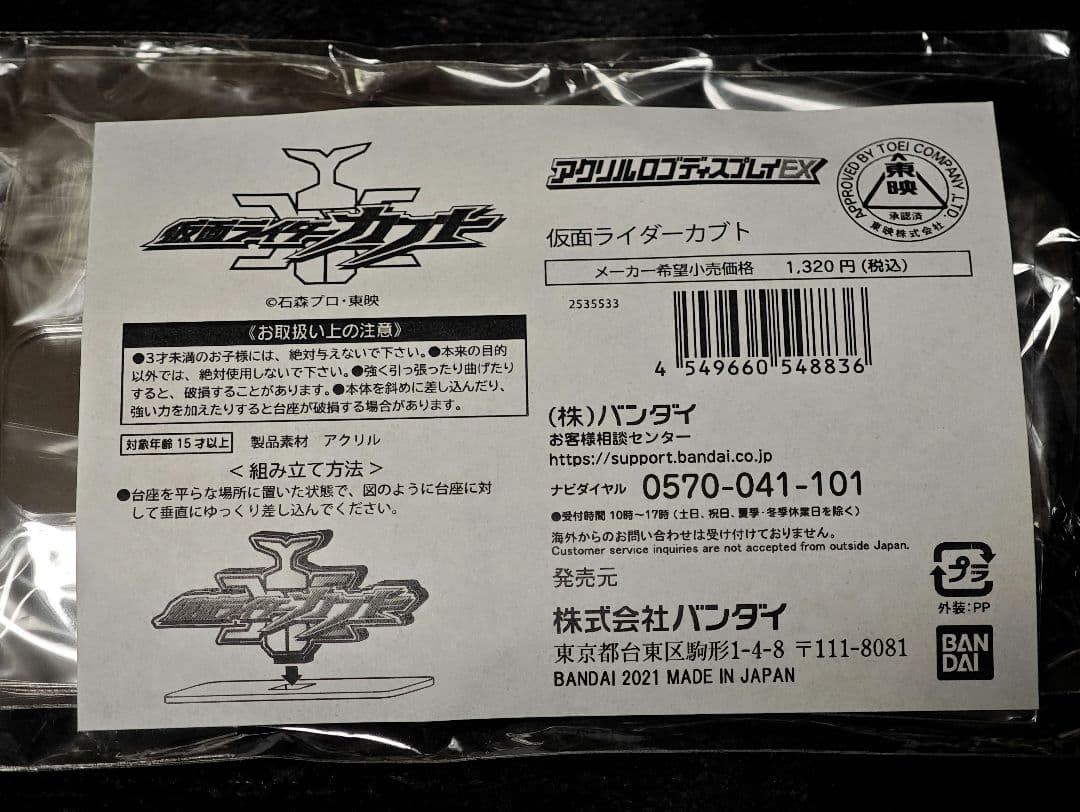 仮面ライダーカブト
©石森プロ・東映
《お取扱い上の注意》
●3才未満のお子様には、絶対与えないで下さい。●本来の目的
以外では、絶対使用しないで下さい。●強く引っ張ったり曲げたり
すると、破損することがあります。●本体を斜めに差し込んだり、
強い力を加えたりすると台座が破損する場合があります。
対象年齢15才以上 製品素材 アクリル
<組み立て方法>
●台座を平らな場所に置いた状態で、図のように台座に対
して垂直にゆっくり差し込んでください。
仮面ライダーカブト
アクリルロゴディスプレイEX
APPROVED BY TOEI COMPANY, LTD.
東映
承認済
東映株式会社
仮面ライダーカブト
メーカー希望小売価格 1,320円(税込)
2535533
4 549660 548836
(株)バンダイ
お客様相談センター
https://support.bandai.co.jp
ナビダイヤル 0570-041-101
●受付時間 10時〜17時(土日、祝日、夏季・冬季休業日を除く)
海外からのお問い合わせは受け付けておりません。
Customer service inquiries are not accepted from outside Japan.
発売元
株式会社バンダイ
東京都台東区駒形1-4-8 〒111-8081
BANDAI 2021 MADE IN JAPAN
プラ
外装:PP
BAN
DAI